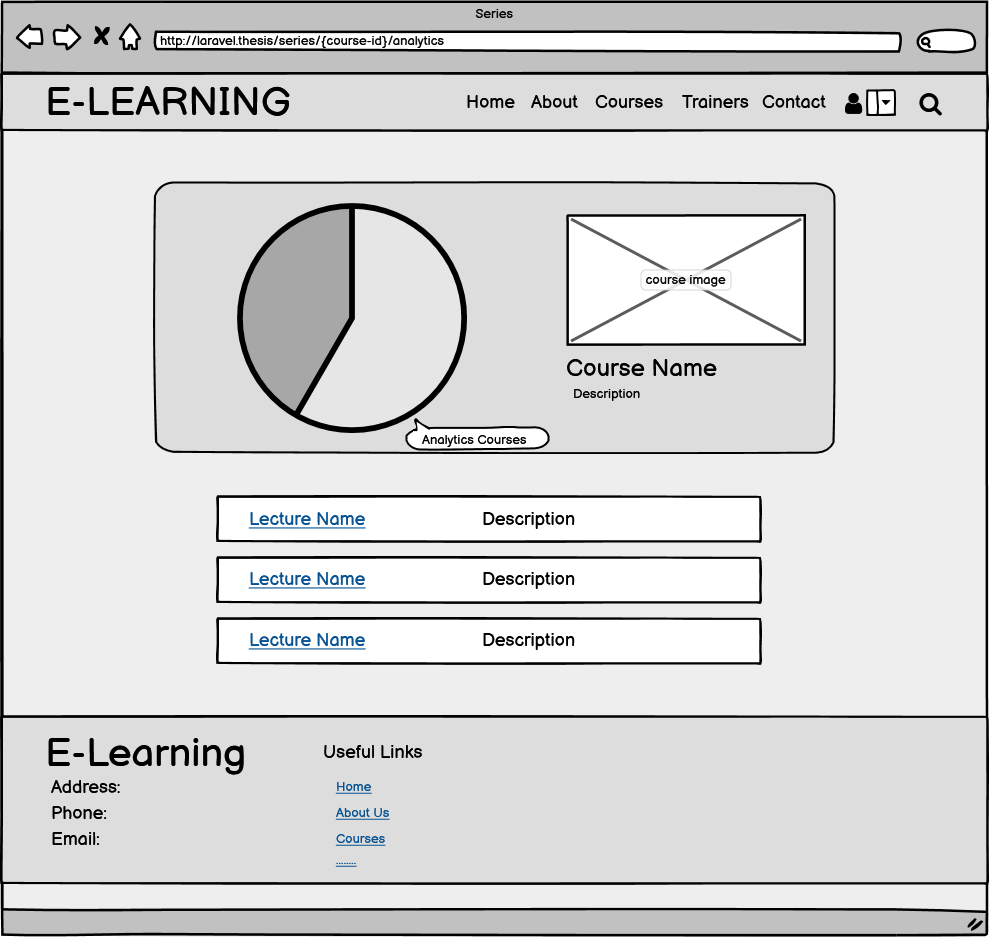 Series
http://laravel.thesis/series/{course-id}/analytics
E-LEARNING
Home About Courses Trainers Contact
course image
Course Name
Description
Analytics Courses
Lecture Name Description
Lecture Name Description
Lecture Name Description
E-Learning
Address:
Phone:
Email:
Useful Links
Home
About Us
Courses
........